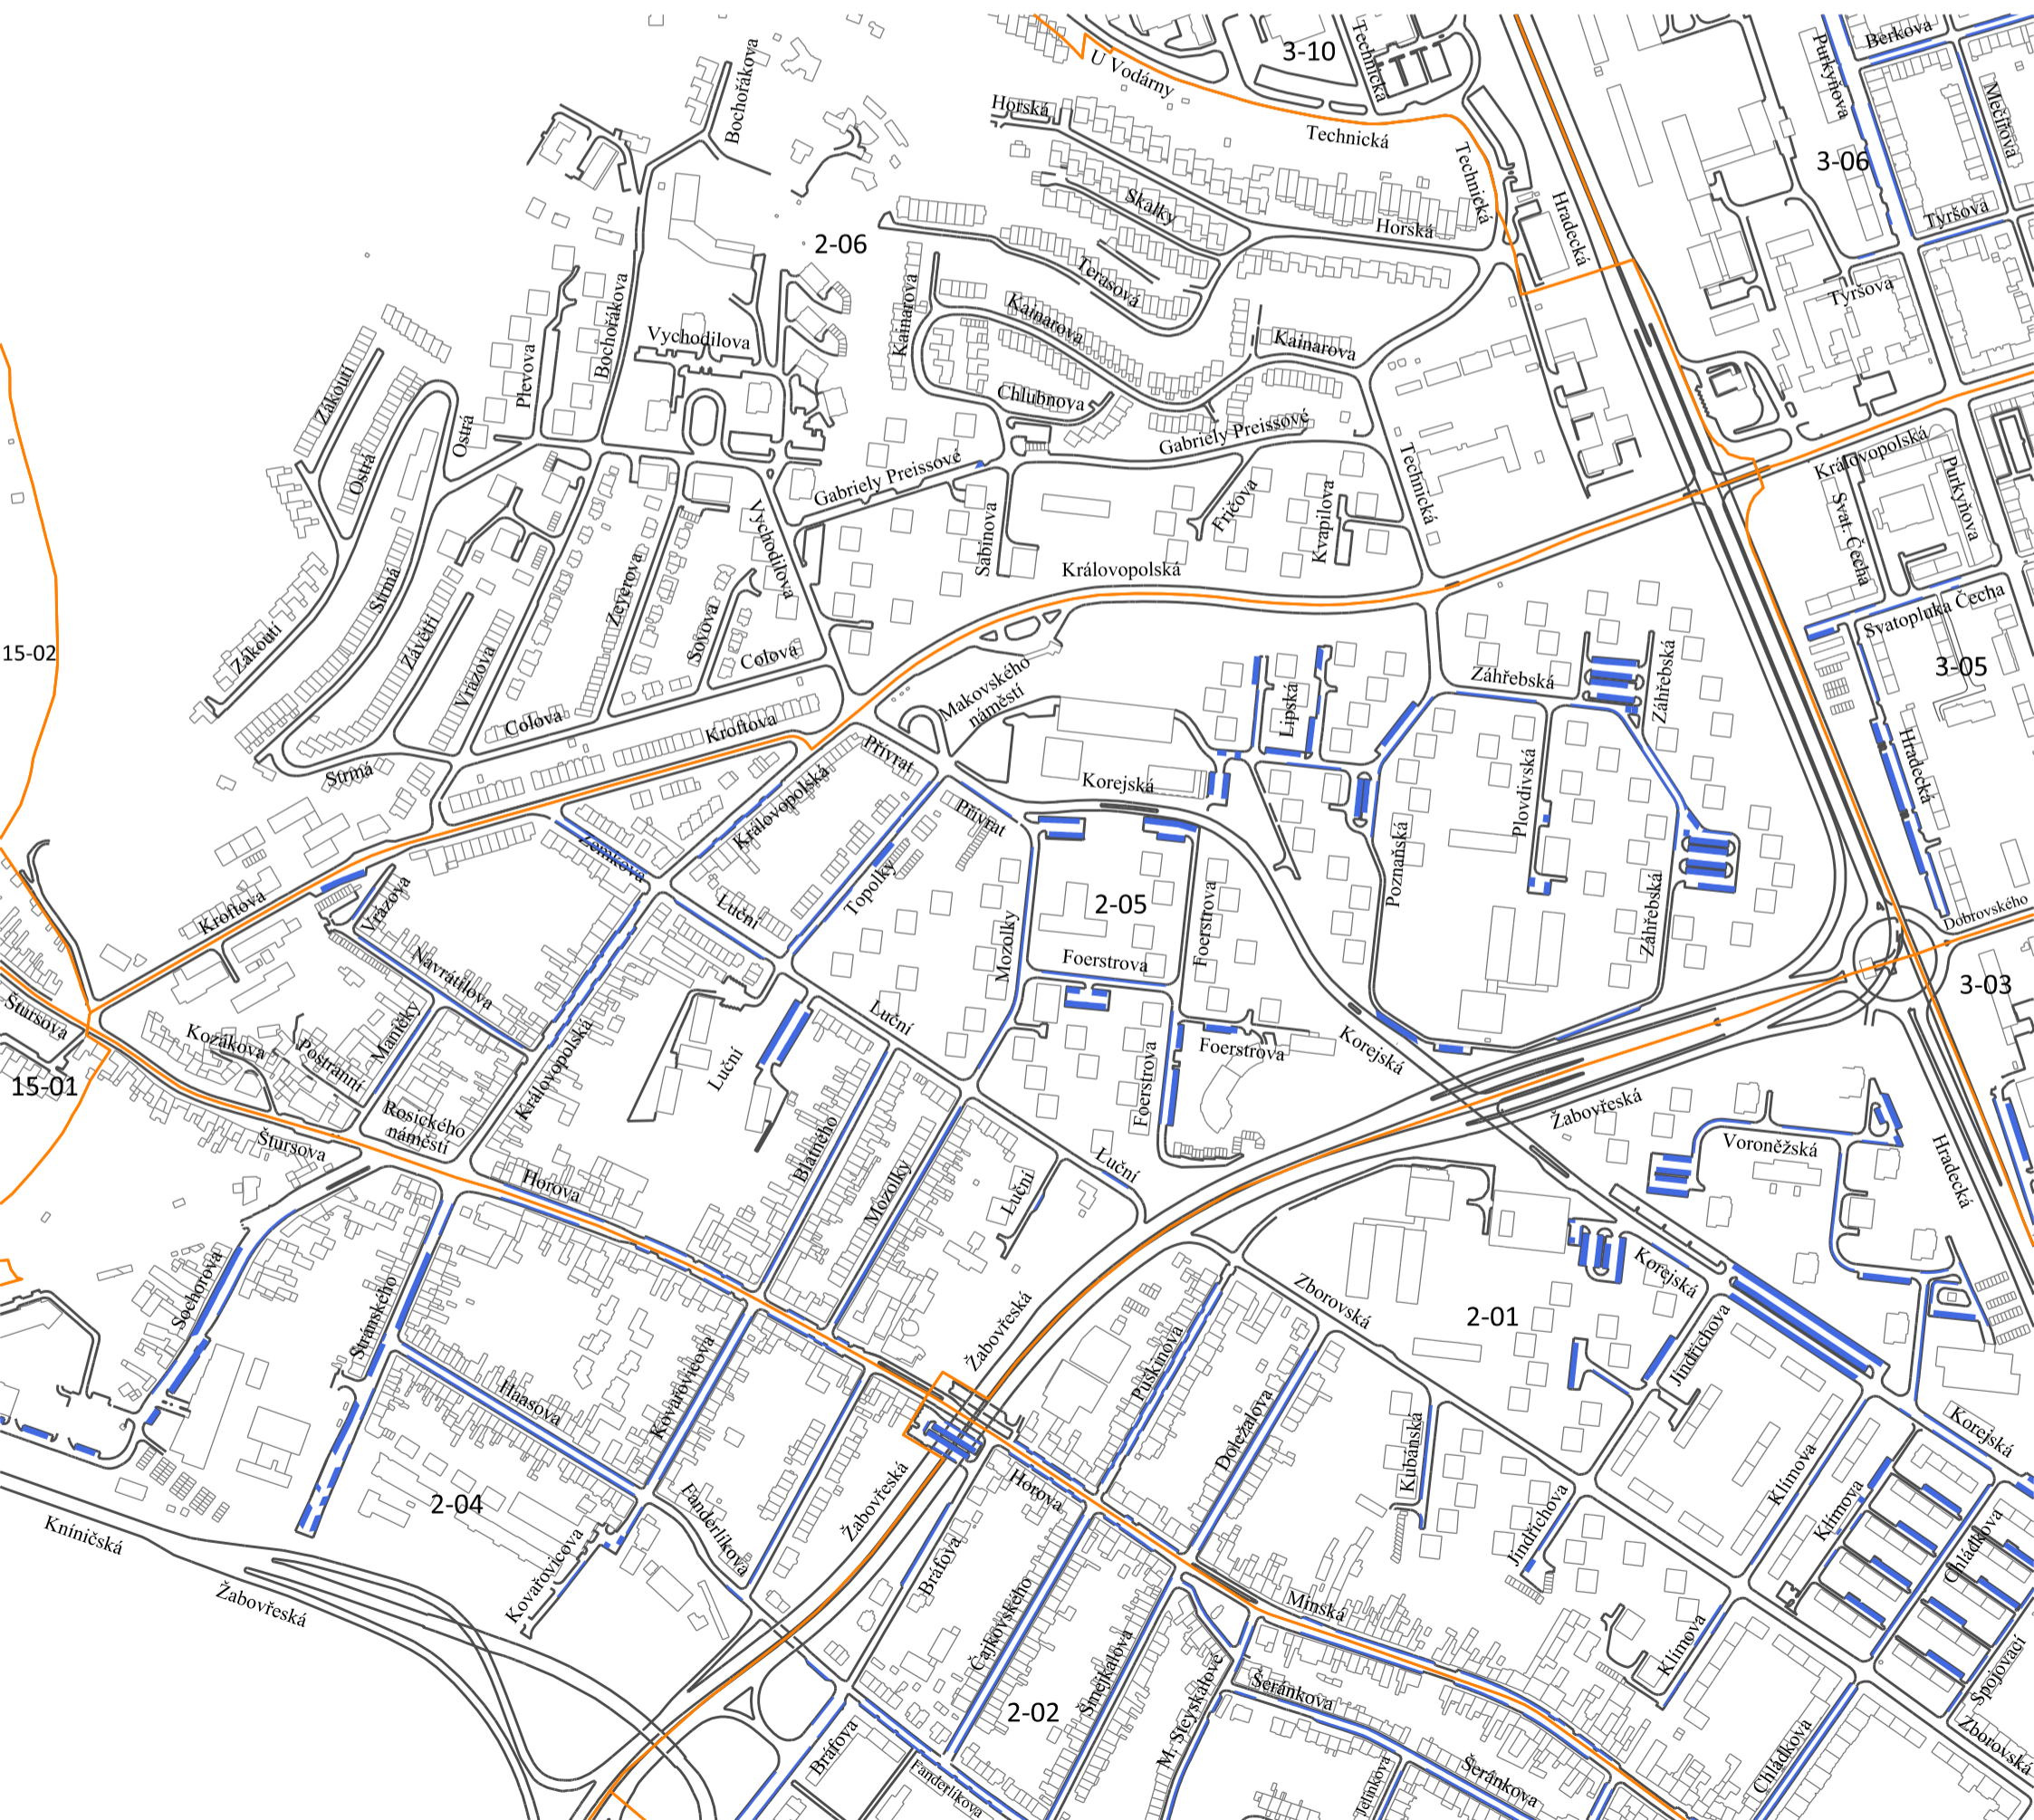 3-10
Technická
Berkova
Bochořákova
U Vodárny
Purkyňova
Horská
Mečířova
Technická
3-06
Technická
Skalky
Hradecká
Tyršova
Horská
2-06
Terasová
Tyršova
Kainarova
Bochořákova
Kainarova
Vychodilova
Kainarova
Plevova
Zákoutí
Chlubnova
Ostrá
Gabriely Preissové
Královopolská
Ostrá
Gabriely Preissové
Technická
Purkyňova
Fričova
Svat. Čecha
Kvapilova
Vychodilova
Sabinova
Královopolská
Strmá
Zeyerova
Svatopluka Čecha
Závětří
Sovova
Zákoutí
15-02
Colova
3-05
Vrázova
Záhřebská
Záhřebská
Makovského
náměstí
Lipská
Colova
Kroftova
Přívrat
Hradecká
Strmá
Korejská
Plovdivská
Královopolská
Přívrat
Poznaňská
Zemkova
Topolky
Vrázova
Luční
2-05
Kroftova
Foerstrova
Záhřebská
Dobrovského
Mozolky
Foerstrova
Navrátilova
3-03
Štursova
Luční
Maničky
Kozákova
Postranní
Královopolská
Foerstrova
Korejská
Luční
Foerstrova
15-01
Žabovřeská
Rosického
náměstí
Štursova
Blatného
Voroněžská
Hradecká
Luční
Horova
Mozolky
Luční
Sochorova
Korejská
Zborovská
Stránského
Žabovřeská
2-01
Jindřichova
Kovařovicova
Puškinova
Haasova
Doležalova
Kubánská
Korejská
Klímova
Horova
Žabovřeská
Fanderlíkova
2-04
Klímova
Jindřichova
Kníničská
Chládkova
Kovařovicova
Bráfova
Čajkovského
Minská
Žabovřeská
Klímova
Šmejkalova
M. Steyskalové
Šeránkova
Spojovací
2-02
Zborovská
Bráfova
Chládkova
Šeránkova
Fanderlíkova
Jelínkova